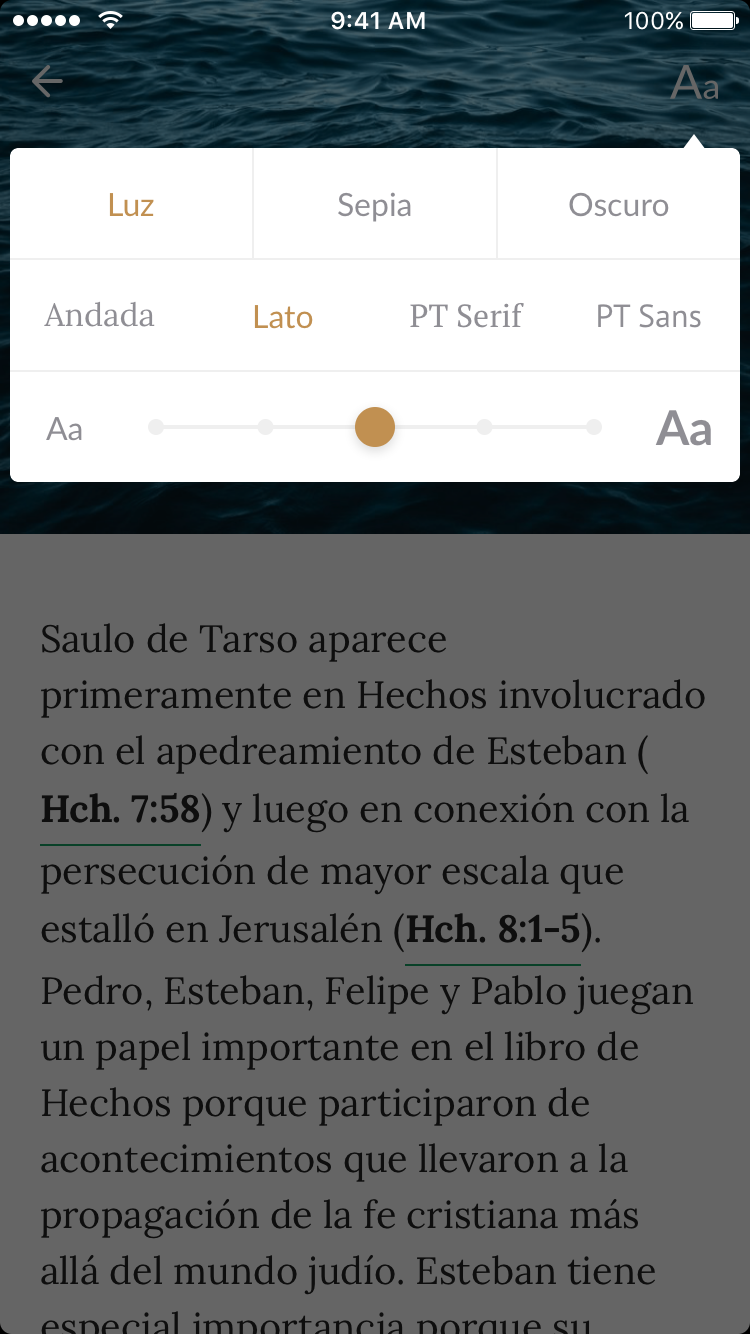 9:41 AM
100%
Aa
Luz
Sepia
Oscuro
Andada
Lato
PT Serif
PT Sans
Aa
Aa
Saulo de Tarso aparece
primeramente en Hechos involucrado
con el apedreamiento de Esteban (
Hch. 7:58) y luego en conexión con la
persecución de mayor escala que
estalló en Jerusalén (Hch. 8:1-5).
Pedro, Esteban, Felipe y Pablo juegan
un papel importante en el libro de
Hechos porque participaron de
acontecimientos que llevaron a la
propagación de la fe cristiana más
allá del mundo judío. Esteban tiene
especial importancia porque su